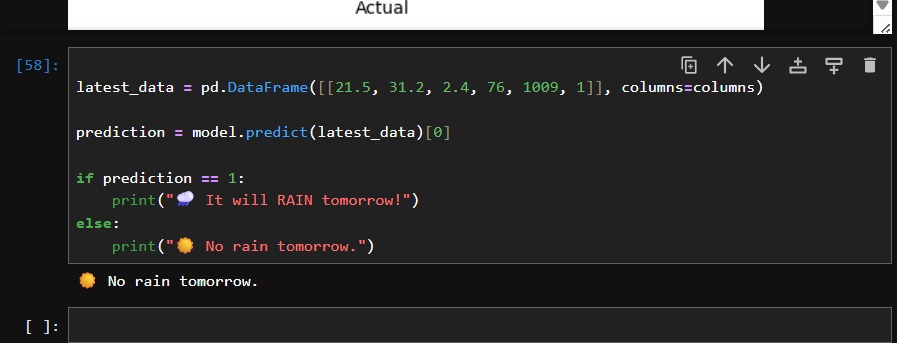 Actual
[58]:
latest_data = pd.DataFrame([[21.5, 31.2, 2.4, 76, 1009, 1]], columns=columns)
prediction = model.predict(latest_data)[0]
if prediction == 1:
    print("🌧️ It will RAIN tomorrow!")
else:
    print("☀️ No rain tomorrow.")
☀️ No rain tomorrow.
[ ]: